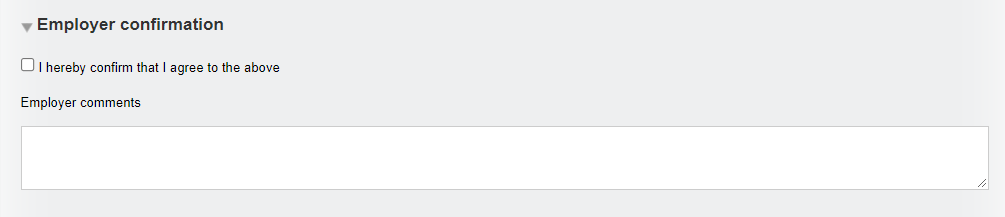 Employer confirmation
I hereby confirm that I agree to the above
Employer comments